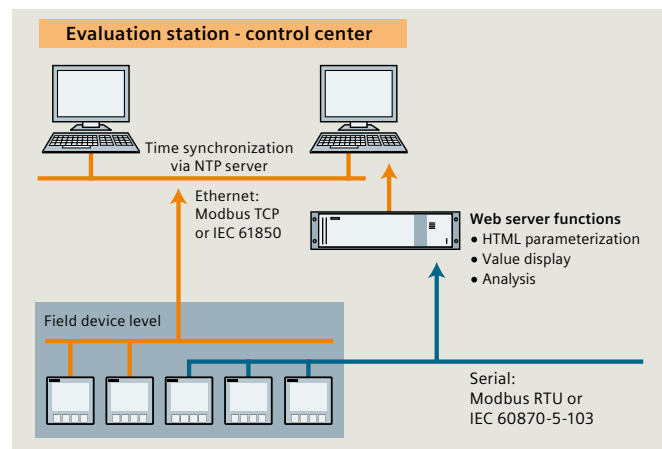 Evaluation station - control center
Time synchronization
via NTP server
Ethernet:
Modbus TCP
or IEC 61850
Web server functions
• HTML parameterization
• Value display
• Analysis
Field device level
Serial:
Modbus RTU or
IEC 60870-5-103